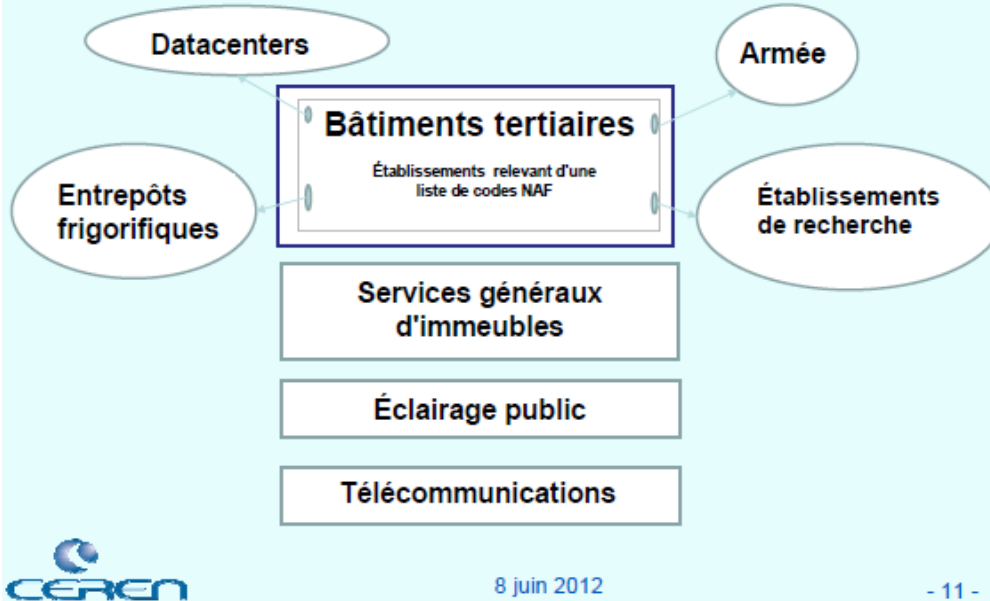 Datacenters
Armée
Bâtiments tertiaires
Établissements relevant d'une
liste de codes NAF
Entrepôts
frigorifiques
Établissements
de recherche
Services généraux
d'immeubles
Éclairage public
Télécommunications
CEREN
8 juin 2012
- 11 -